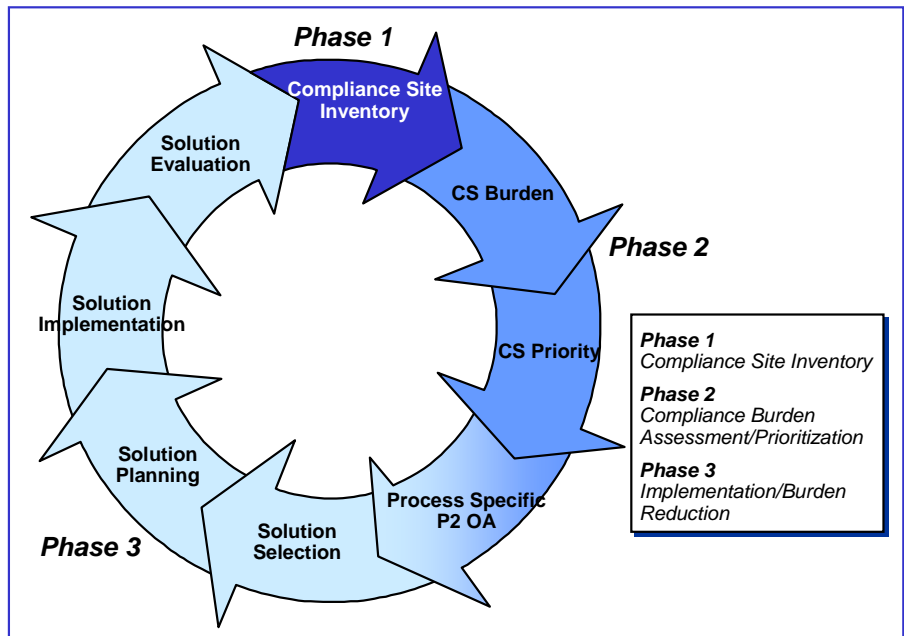 Phase 1
Compliance Site
Inventory
CS Burden
Phase 2
CS Priority
Process Specific
P2 OA
Solution
Selection
Phase 3
Solution
Planning
Solution
Implementation
Solution
Evaluation
Phase 1
Compliance Site Inventory
Phase 2
Compliance Burden
Assessment/Prioritization
Phase 3
Implementation/Burden
Reduction